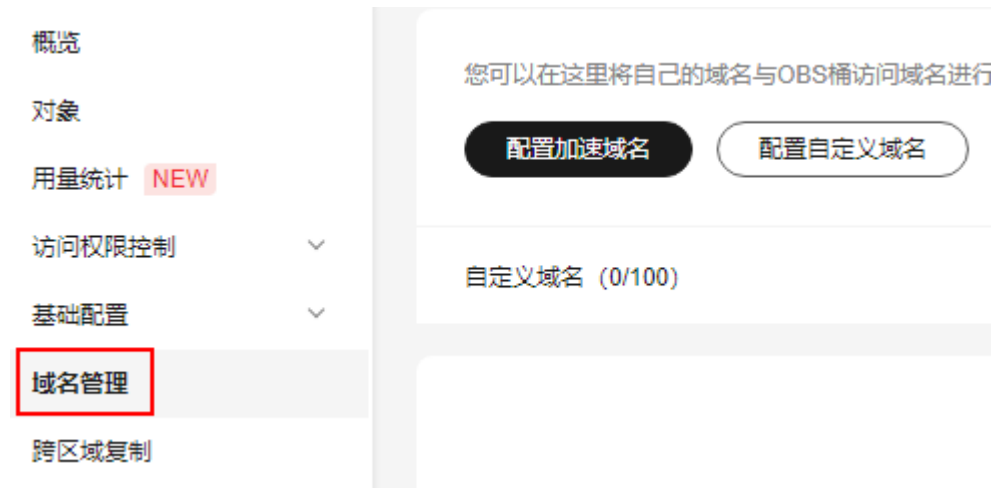 概览
对象
用量统计 NEW
访问权限控制
基础配置
域名管理
跨区域复制
您可以在这里将自己的域名与OBS桶访问域名进行
配置加速域名
配置自定义域名
自定义域名（0/100）